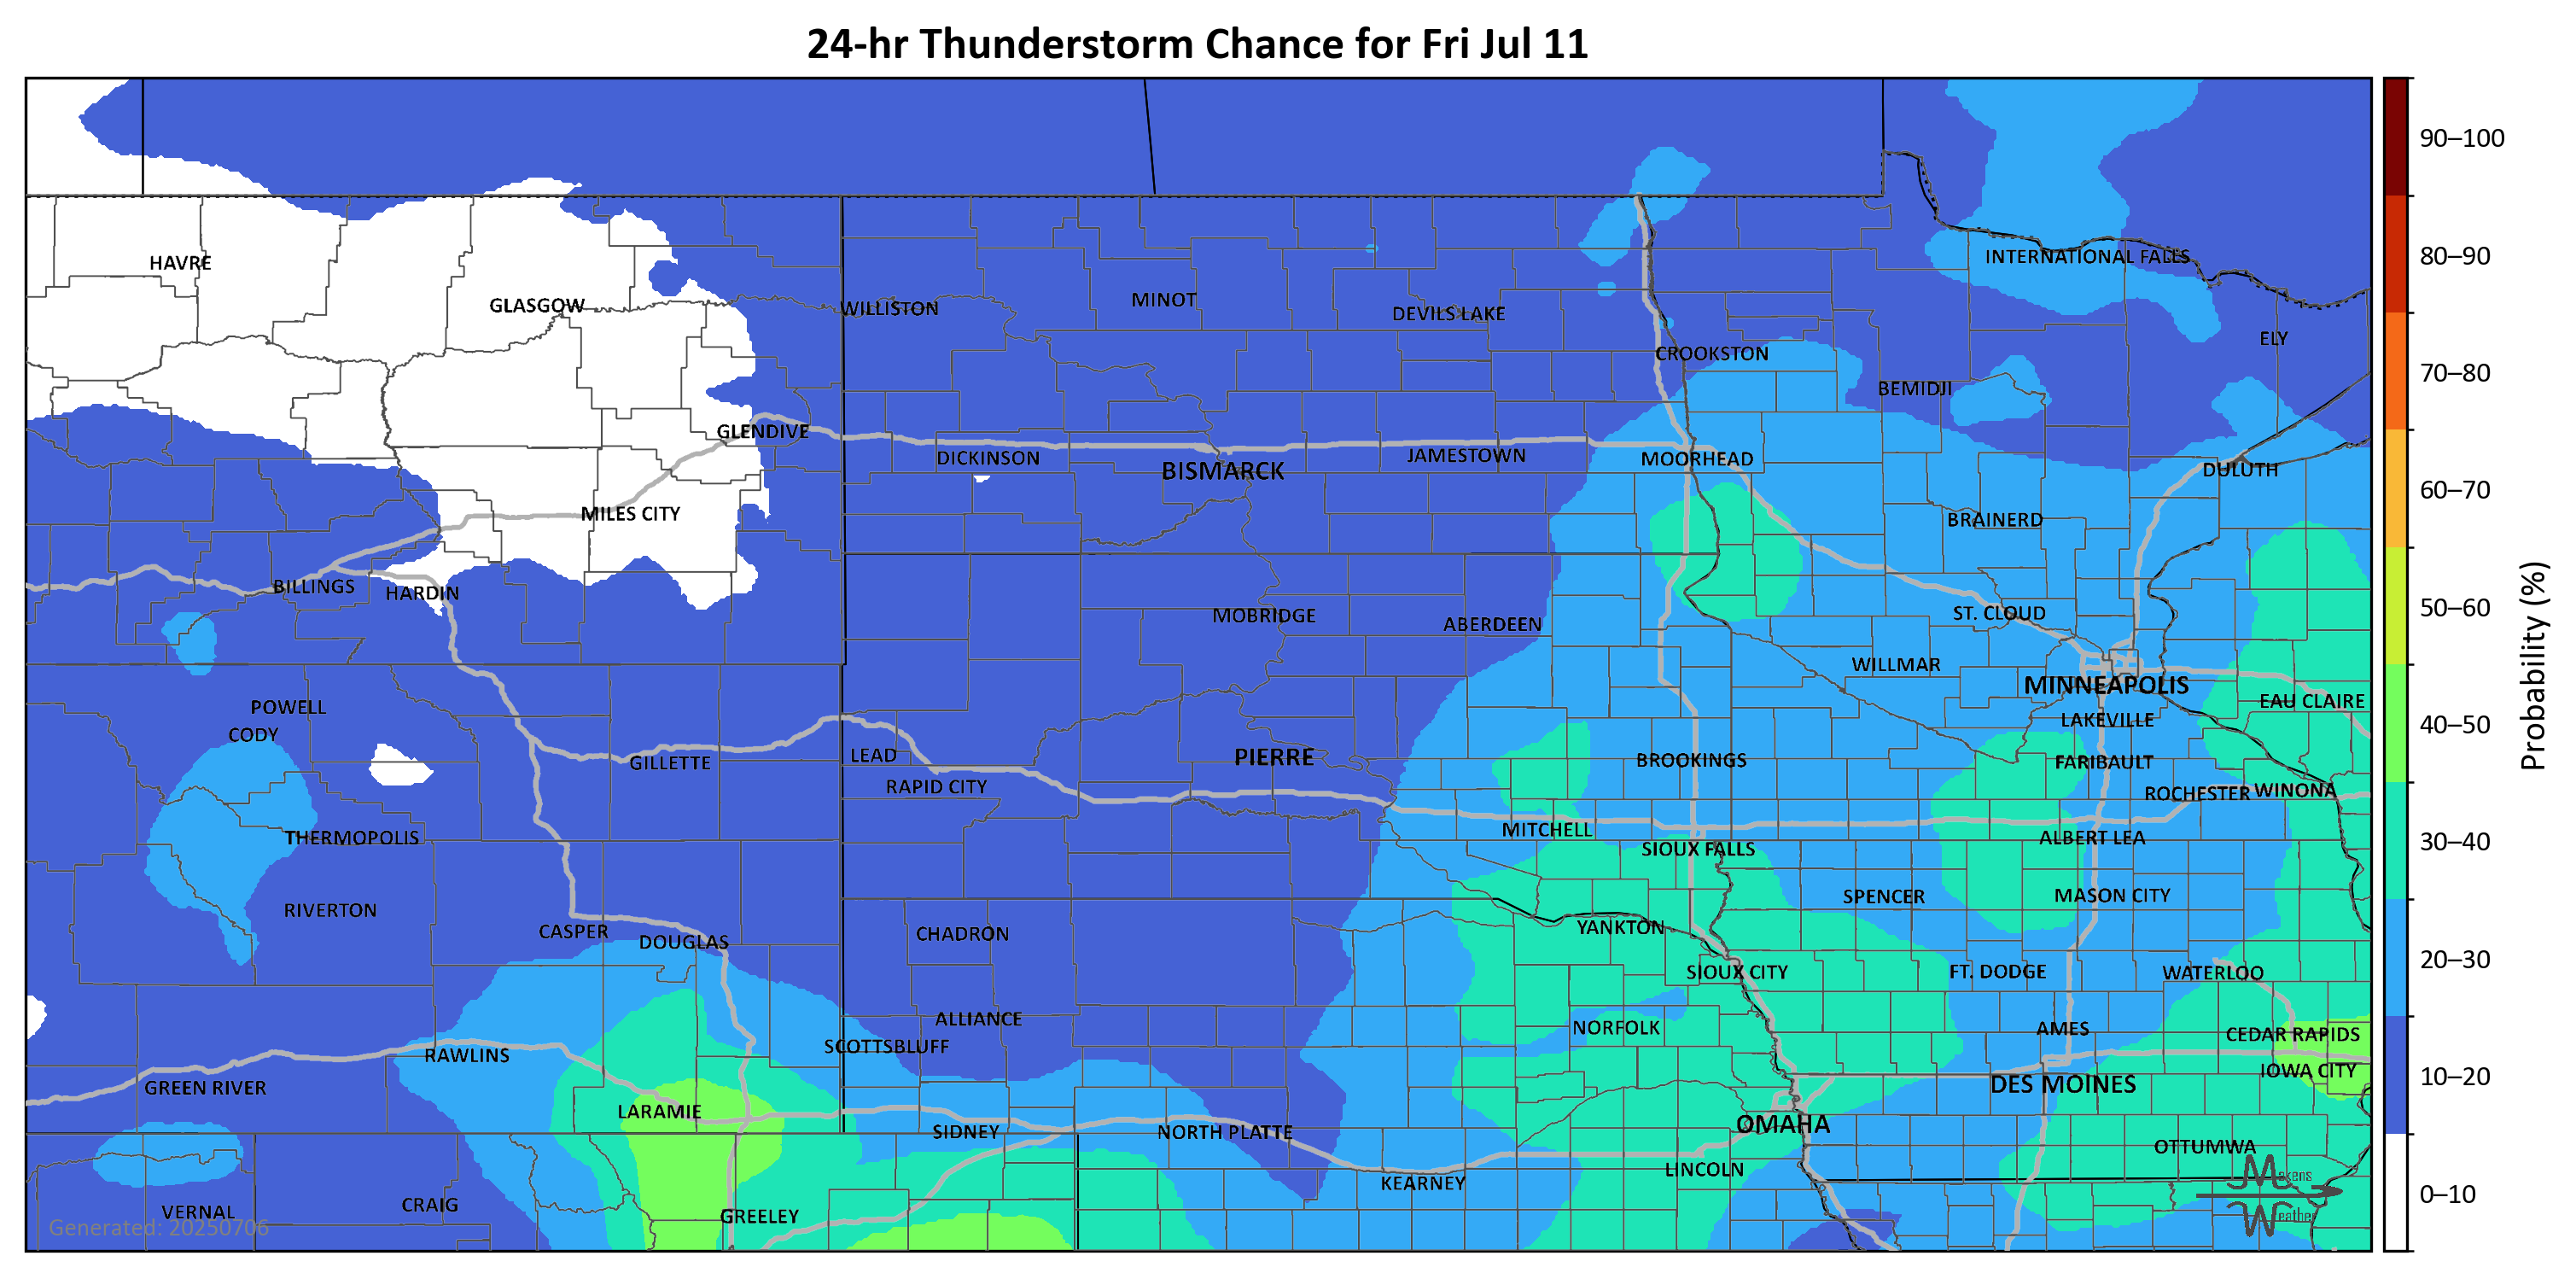 24-hr Thunderstorm Chance for Fri Jul 11
90–100
HAVRE
INTERNATIONAL FALLS
80–90
GLASGOW
WILLISTON
MINOT
DEVILS LAKE
ELY
CROOKSTON
70–80
BEMIDJI
GLENDIVE
DICKINSON
BISMARCK
JAMESTOWN
MOORHEAD
DULUTH
60–70
MILES CITY
BRAINERD
BILLINGS
HARDIN
MOBRIDGE
ABERDEEN
ST. CLOUD
50–60
WILLMAR
Probability (%)
MINNEAPOLIS
POWELL
EAU CLAIRE
CODY
LAKEVILLE
40–50
GILLETTE
LEAD
PIERRE
BROOKINGS
FARIBAULT
RAPID CITY
ROCHESTER
WINONA
THERMOPOLIS
MITCHELL
ALBERT LEA
30–40
SIOUX FALLS
RIVERTON
SPENCER
MASON CITY
CASPER
DOUGLAS
CHADRON
YANKTON
20–30
SIOUX CITY
FT. DODGE
WATERLOO
ALLIANCE
NORFOLK
AMES
CEDAR RAPIDS
RAWLINS
SCOTTSBLUFF
IOWA CITY
10–20
GREEN RIVER
DES MOINES
LARAMIE
OMAHA
SIDNEY
NORTH PLATTE
OTTUMWA
LINCOLN
Makens
KEARNEY
0–10
VERNAL
CRAIG
GREELEY
Weather
Generated: 20250706